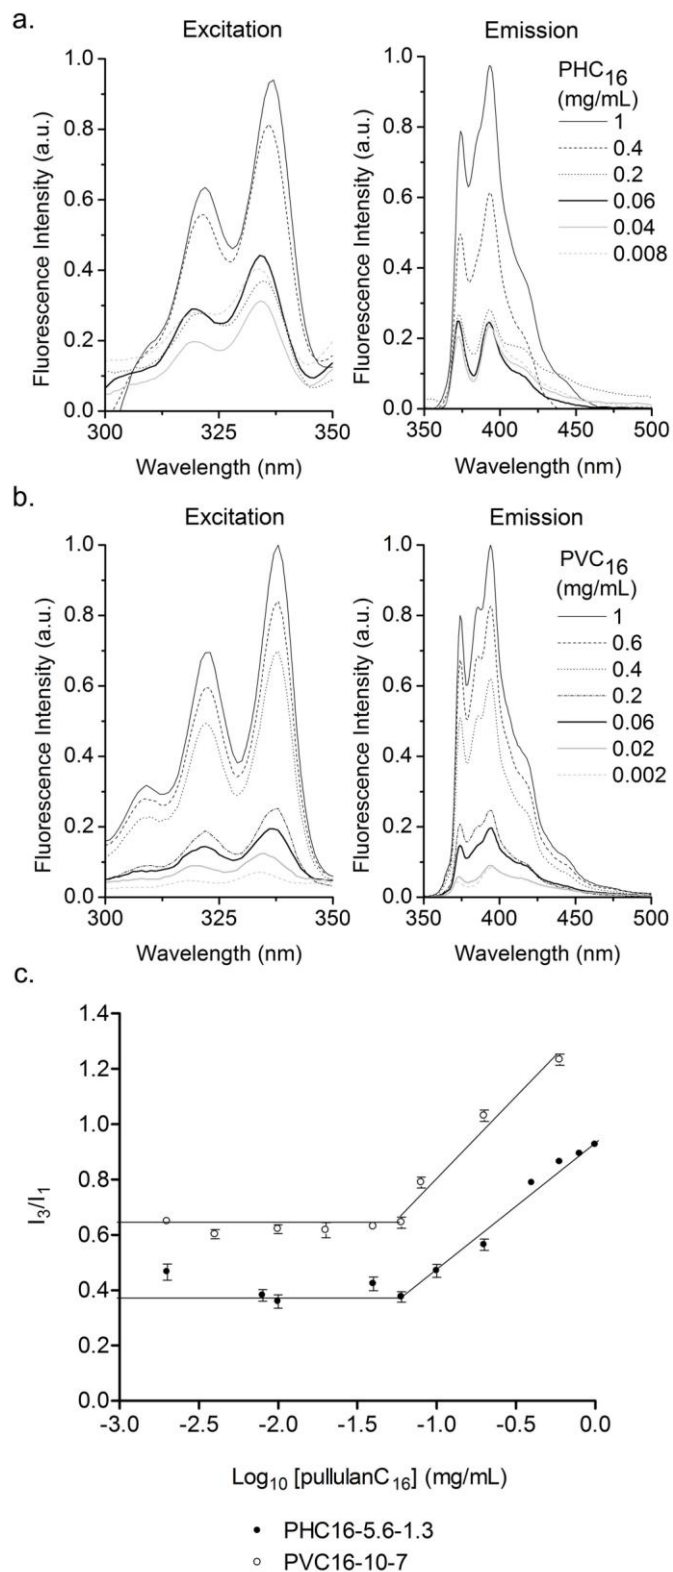 a.
Excitation
Emission
Fluorescence Intensity (a.u.)
1.0
0.8
0.6
0.4
0.2
0.0
300
325
350
Wavelength (nm)
Fluorescence Intensity (a.u.)
1.0
0.8
0.6
0.4
0.2
0.0
350
400
450
500
Wavelength (nm)
PHC16
(mg/mL)
1
0.4
0.2
0.06
0.04
0.008
b.
Excitation
Emission
Fluorescence Intensity (a.u.)
1.0
0.8
0.6
0.4
0.2
0.0
300
325
350
Wavelength (nm)
Fluorescence Intensity (a.u.)
1.0
0.8
0.6
0.4
0.2
0.0
350
400
450
500
Wavelength (nm)
PVC16
(mg/mL)
1
0.6
0.4
0.2
0.06
0.02
0.002
c.
I3/I1
1.4
1.2
1.0
0.8
0.6
0.4
0.2
0.0
-3.0
-2.5
-2.0
-1.5
-1.0
-0.5
0.0
Log10 [pullulanC16] (mg/mL)
PHC16-5.6-1.3
PVC16-10-7